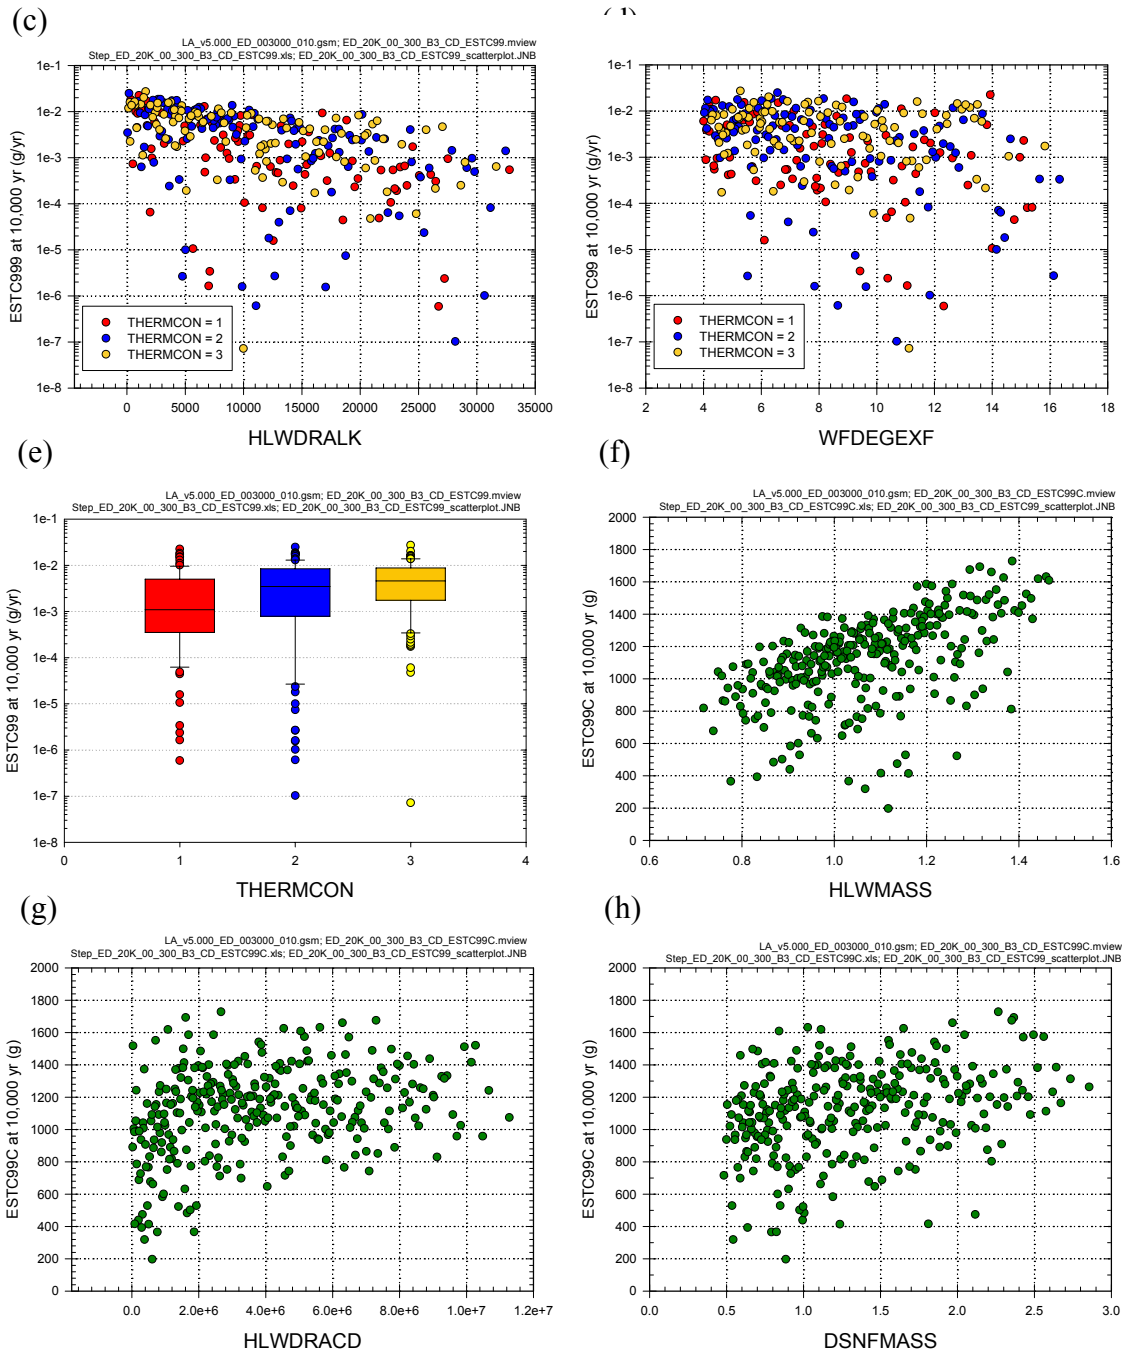 (c)
LA_v5.000_ED_003000_010.gsm; ED_20K_00_300_B3_CD_ESTC99.mview
Step_ED_20K_00_300_B3_CD_ESTC99.xls; ED_20K_00_300_B3_CD_ESTC99_scatterplot.JNB
ESTC999 at 10,000 yr (g/yr)
1e-1
1e-2
1e-3
1e-4
1e-5
1e-6
1e-7
1e-8
THERMCON = 1
THERMCON = 2
THERMCON = 3
0 5000 10000 15000 20000 25000 30000 35000
HLWDRALK
(d)
ESTC99 at 10,000 yr (g/yr)
1e-1
1e-2
1e-3
1e-4
1e-5
1e-6
1e-7
1e-8
THERMCON = 1
THERMCON = 2
THERMCON = 3
2 4 6 8 10 12 14 16 18
WFDEGEXF
(e)
LA_v5.000_ED_003000_010.gsm; ED_20K_00_300_B3_CD_ESTC99.mview
Step_ED_20K_00_300_B3_CD_ESTC99.xls; ED_20K_00_300_B3_CD_ESTC99_scatterplot.JNB
ESTC99 at 10,000 yr (g/yr)
1e-1
1e-2
1e-3
1e-4
1e-5
1e-6
1e-7
1e-8
0 1 2 3 4
THERMCON
(f)
LA_v5.000_ED_003000_010.gsm; ED_20K_00_300_B3_CD_ESTC99C.mview
Step_ED_20K_00_300_B3_CD_ESTC99C.xls; ED_20K_00_300_B3_CD_ESTC99_scatterplot.JNB
ESTC99C at 10,000 yr (g)
2000
1800
1600
1400
1200
1000
800
600
400
200
0
0.6 0.8 1.0 1.2 1.4 1.6
HLWMASS
(g)
LA_v5.000_ED_003000_010.gsm; ED_20K_00_300_B3_CD_ESTC99C.mview
Step_ED_20K_00_300_B3_CD_ESTC99C.xls; ED_20K_00_300_B3_CD_ESTC99_scatterplot.JNB
ESTC99C at 10,000 yr (g)
2000
1800
1600
1400
1200
1000
800
600
400
200
0
0.0 2.0e+6 4.0e+6 6.0e+6 8.0e+6 1.0e+7 1.2e+7
HLWDRACD
(h)
LA_v5.000_ED_003000_010.gsm; ED_20K_00_300_B3_CD_ESTC99C.mview
Step_ED_20K_00_300_B3_CD_ESTC99C.xls; ED_20K_00_300_B3_CD_ESTC99_scatterplot.JNB
ESTC99C at 10,000 yr (g)
2000
1800
1600
1400
1200
1000
800
600
400
200
0
0.0 0.5 1.0 1.5 2.0 2.5 3.0
DSNFMASS